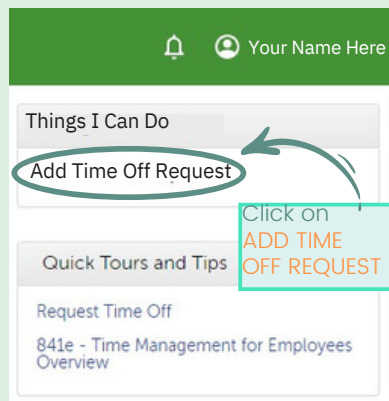 Your Name Here
Things I Can Do
Add Time Off Request
Click on
ADD TIME
OFF REQUEST
Quick Tours and Tips
Request Time Off
841e - Time Management for Employees
Overview